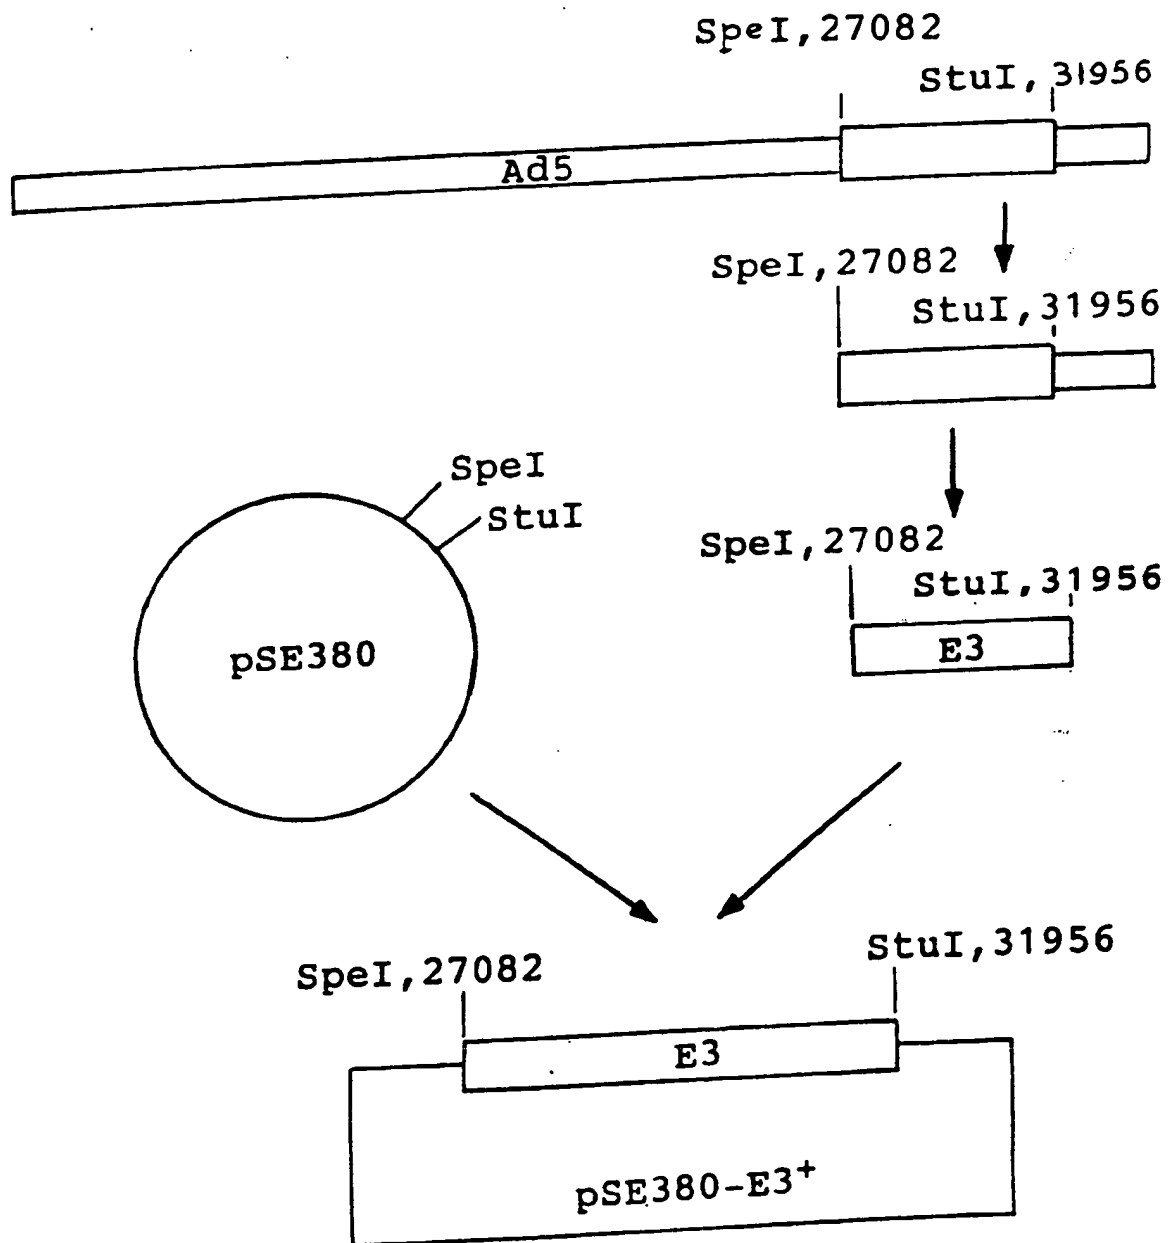 SpeI,27082
StuI,31956
Ad5
SpeI,27082
StuI,31956
SpeI
StuI
pSE380
SpeI,27082
StuI,31956
E3
StuI,31956
SpeI,27082
E3
pSE380-E3⁺